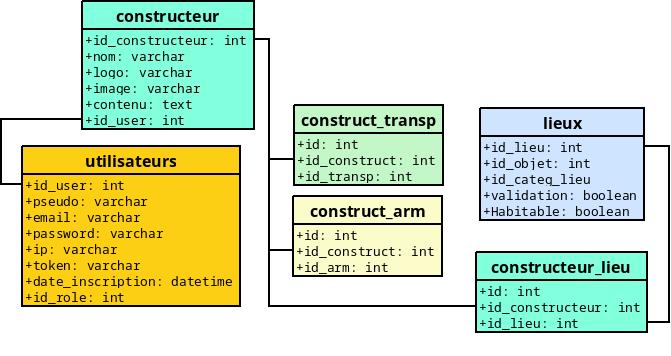 constructeur
+id_constructeur: int
+nom: varchar
+logo: varchar
+image: varchar
+contenu: text
+id_user: int
utilisateurs
+id_user: int
+pseudo: varchar
+email: varchar
+password: varchar
+ip: varchar
+token: varchar
+date_inscription: datetime
+id_role: int
construct_transp
+id: int
+id_construct: int
+id_transp: int
construct_arm
+id: int
+id_construct: int
+id_arm: int
lieux
+id_lieu: int
+id_objet: int
+id_categ_lieu
+validation: boolean
+Habitable: boolean
constructeur_lieu
+id: int
+id_constructeur: int
+id_lieu: int